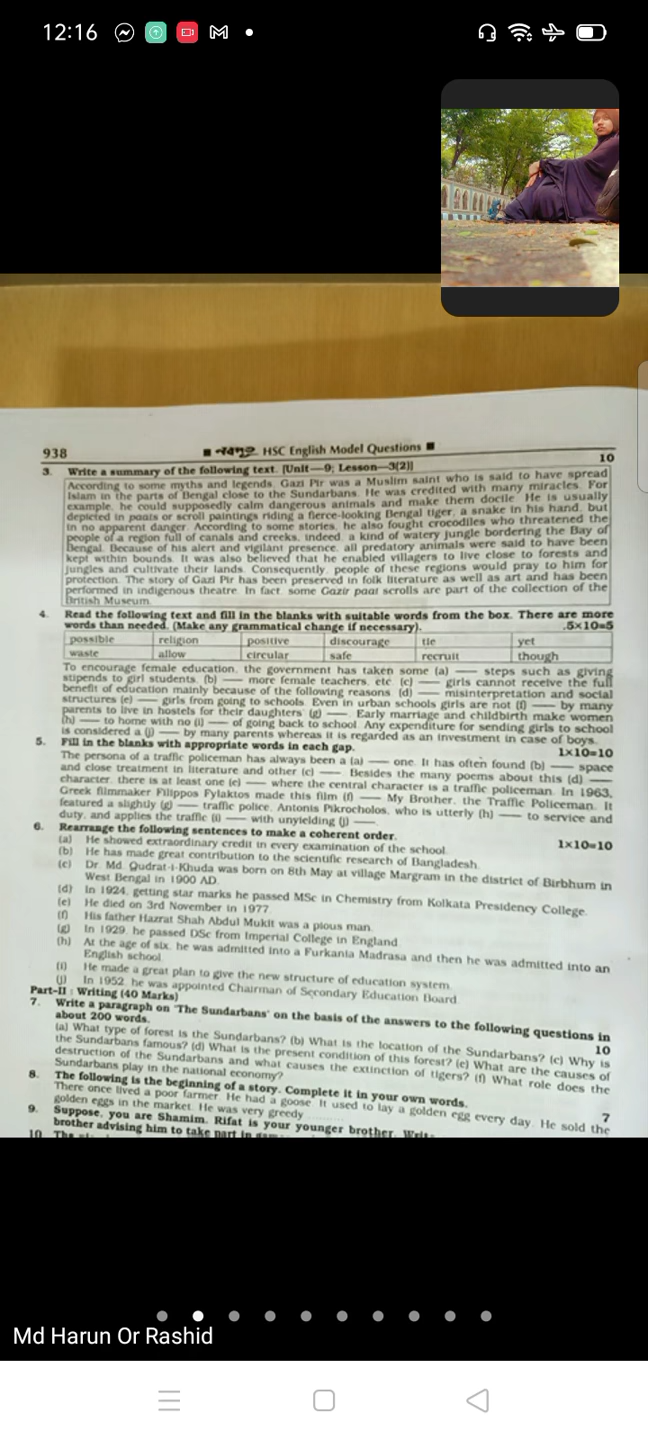 12:16
938
■ নবদূত HSC English Model Questions ■
10
3. Write a summary of the following text. [Unit—9; Lesson—3(2)]
According to some myths and legends, Gazi Pir was a Muslim saint who is said to have spread
Islam in the parts of Bengal close to the Sundarbans. He was credited with many miracles. For
example, he could supposedly calm dangerous animals and make them docile. He is usually
depicted in paats or scroll paintings riding a fierce-looking Bengal tiger, a snake in his hand, but
in no apparent danger. According to some stories, he also fought crocodiles who threatened the
people of a region full of canals and creeks, indeed, a kind of watery jungle bordering the Bay of
Bengal. Because of his alert and vigilant presence, all predatory animals were said to have been
kept within bounds. It was also believed that he enabled villagers to live close to forests and
jungles and cultivate their lands. Consequently, people of these regions would pray to him for
protection. The story of Gazi Pir has been preserved in folk literature as well as art and has been
performed in indigenous theatre. In fact, some Gazir paat scrolls are part of the collection of the
British Museum.
4. Read the following text and fill in the blanks with suitable words from the box. There are more
words than needed. (Make any grammatical change if necessary). .5×10=5
possible religion positive discourage tie yet
waste allow circular safe recruit though
To encourage female education, the government has taken some (a) — steps such as giving
stipends to girl students, (b) — more female teachers, etc. (c) — girls cannot receive the full
benefit of education mainly because of the following reasons (d) — misinterpretation and social
structures (e) — girls from going to schools. Even in urban schools girls are not (f) — by many
parents to live in hostels for their daughters' (g) —. Early marriage and childbirth make women
(h) — to home with no (i) — of going back to school. Any expenditure for sending girls to school
is considered a (j) — by many parents whereas it is regarded as an investment in case of boys.
5. Fill in the blanks with appropriate words in each gap. 1×10=10
The persona of a traffic policeman has always been a (a) — one. It has often found (b) — space
and close treatment in literature and other (c) — Besides the many poems about this (d) —
character, there is at least one (e) — where the central character is a traffic policeman. In 1963,
Greek filmmaker Filippos Fylaktos made this film (f) — My Brother, the Traffic Policeman. It
featured a slightly (g) — traffic police, Antonis Pikrocholos, who is utterly (h) — to service and
duty, and applies the traffic (i) — with unyielding (j) —.
6. Rearrange the following sentences to make a coherent order. 1×10=10
(a) He showed extraordinary credit in every examination of the school.
(b) He has made great contribution to the scientific research of Bangladesh.
(c) Dr. Md. Qudrat-i-Khuda was born on 8th May at village Margram in the district of Birbhum in
West Bengal in 1900 AD.
(d) In 1924, getting star marks he passed MSc in Chemistry from Kolkata Presidency College.
(e) He died on 3rd November in 1977.
(f) His father Hazrat Shah Abdul Mukit was a pious man.
(g) In 1929, he passed DSc from Imperial College in England.
(h) At the age of six, he was admitted into a Furkania Madrasa and then he was admitted into an
English school.
(i) He made a great plan to give the new structure of education system.
(j) In 1952, he was appointed Chairman of Secondary Education Board.
Part-II : Writing (40 Marks)
7. Write a paragraph on 'The Sundarbans' on the basis of the answers to the following questions in
about 200 words. 10
(a) What type of forest is the Sundarbans? (b) What is the location of the Sundarbans? (c) Why is
the Sundarbans famous? (d) What is the present condition of this forest? (e) What are the causes of
destruction of the Sundarbans and what causes the extinction of tigers? (f) What role does the
Sundarbans play in the national economy?
8. The following is the beginning of a story. Complete it in your own words. 7
There once lived a poor farmer. He had a goose. It used to lay a golden egg every day. He sold the
golden eggs in the market. He was very greedy
9. Suppose, you are Shamim. Rifat is your younger brother.
brother advising him to take part in
10.
Md Harun Or Rashid